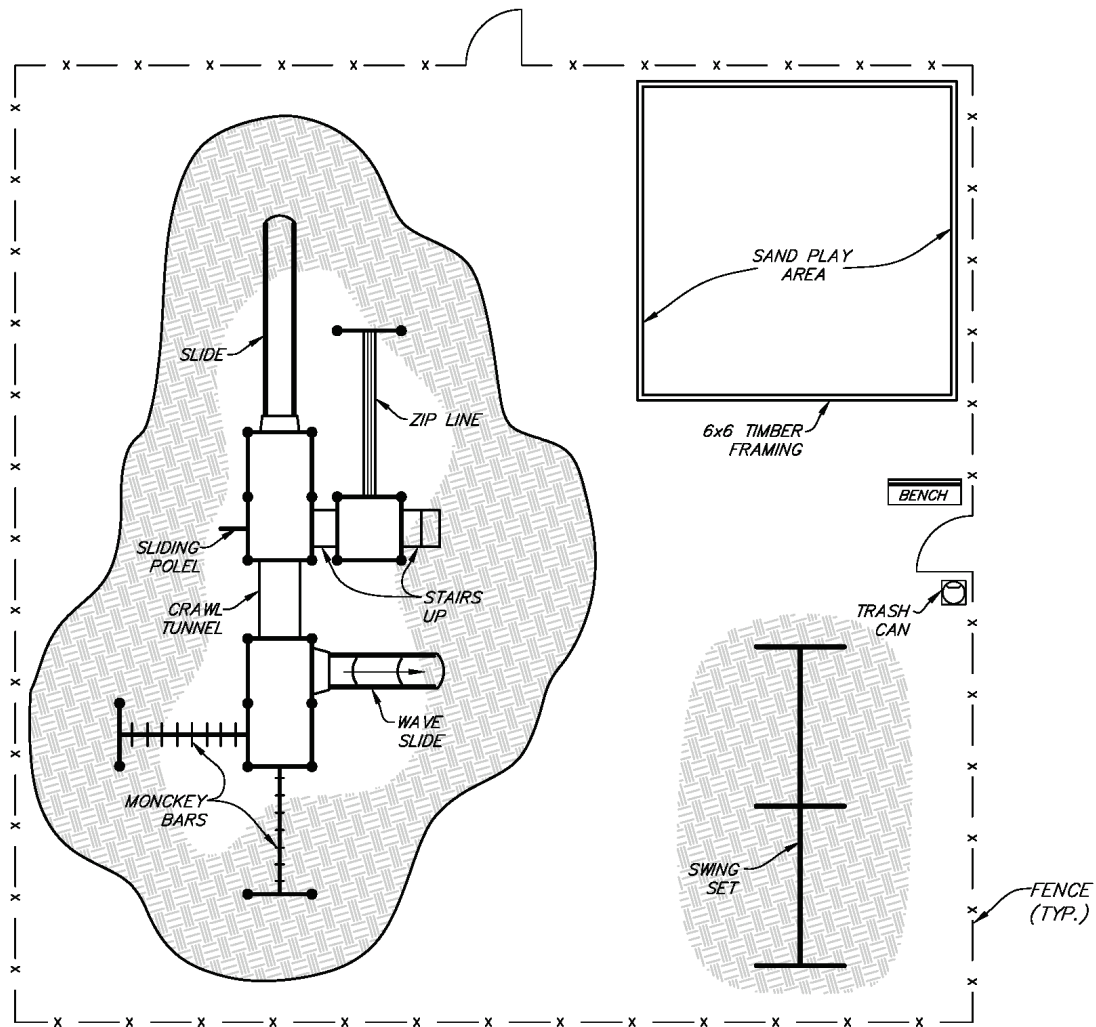 SAND PLAY
AREA
SLIDE
ZIP LINE
6x6 TIMBER
FRAMING
BENCH
SLIDING
POLEL
CRAWL
TUNNEL
STAIRS
UP
TRASH
CAN
WAVE
SLIDE
MONCKEY
BARS
SWING
SET
FENCE
(TYP.)